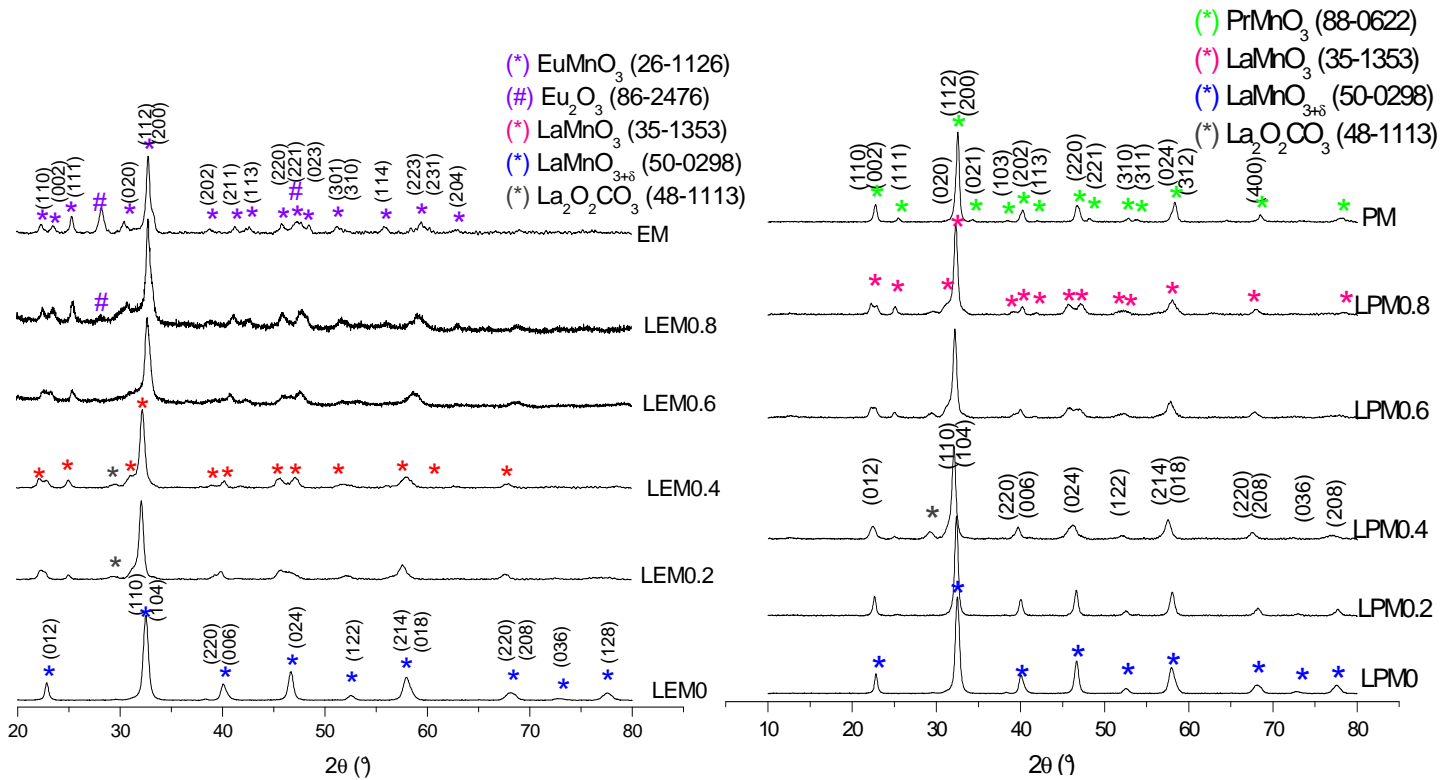 (*) EuMnO3 (26-1126)
(#) Eu2O3 (86-2476)
(*) LaMnO3 (35-1353)
(*) LaMnO3+δ (50-0298)
(*) La2O2CO3 (48-1113)
(110)
(002)
(111)
#
(020)
(112)
(200)
(202)
(211)
(113)
(220)
(221)
#
(023)
(301)
(310)
(114)
(223)
(231)
(204)
EM
#
LEM0.8
LEM0.6
LEM0.4
LEM0.2
(012)
(110)
(104)
(220)
(006)
(024)
(122)
(214)
(018)
(220)
(208)
(036)
(128)
LEM0
20 30 40 50 60 70 80
2θ (°)
(*) PrMnO3 (88-0622)
(*) LaMnO3 (35-1353)
(*) LaMnO3+δ (50-0298)
(*) La2O2CO3 (48-1113)
(110)
(002)
(111)
(020)
(112)
(200)
(021)
(103)
(202)
(113)
(220)
(221)
(310)
(311)
(024)
(312)
(400)
PM
LPM0.8
LPM0.6
(012)
(110)
(104)
(220)
(006)
(024)
(122)
(214)
(018)
(220)
(208)
(036)
(208)
LPM0.4
LPM0.2
LPM0
10 20 30 40 50 60 70 80
2θ (°)